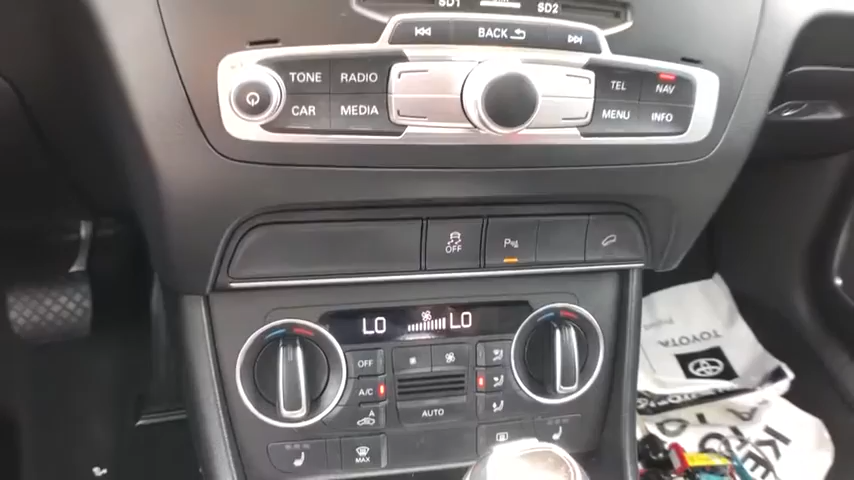 SD1 SD2
BACK
TONE RADIO
CAR MEDIA
TEL NAV
MENU INFO
OFF
LO LO
OFF
A/C
AUTO
MAX
TOYOTA